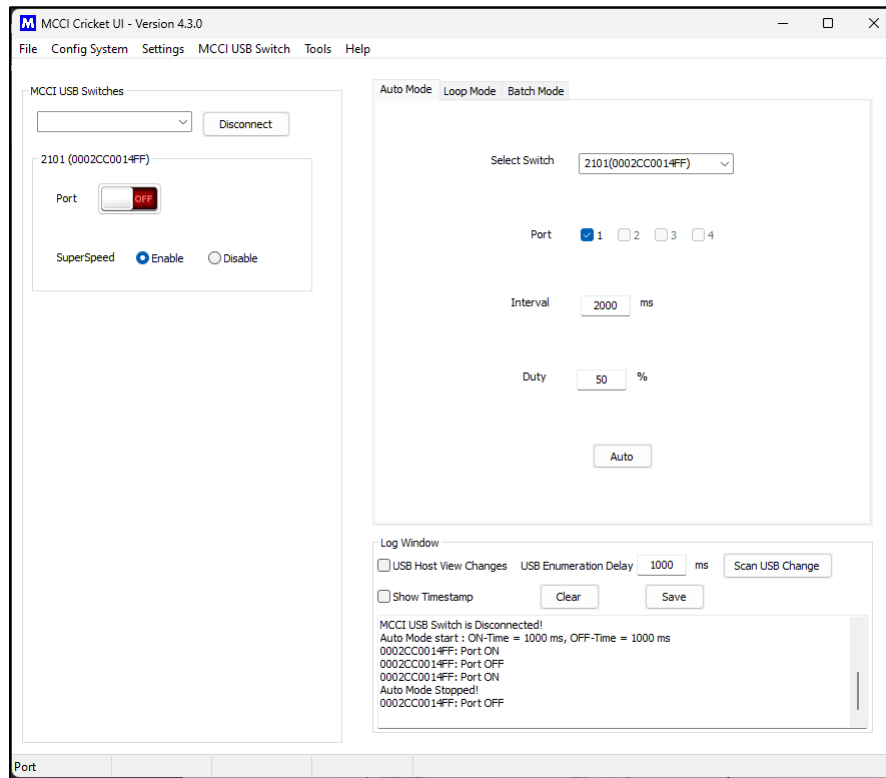 M MCCI Cricket UI - Version 4.3.0
File Config System Settings MCCI USB Switch Tools Help
MCCI USB Switches
Disconnect
2101 (0002CC0014FF)
Port OFF
SuperSpeed Enable Disable
Auto Mode Loop Mode Batch Mode
Select Switch 2101(0002CC0014FF)
Port 1 2 3 4
Interval 2000 ms
Duty 50 %
Auto
Log Window
USB Host View Changes USB Enumeration Delay 1000 ms Scan USB Change
Show Timestamp Clear Save
MCCI USB Switch is Disconnected!
Auto Mode start : ON-Time = 1000 ms, OFF-Time = 1000 ms
0002CC0014FF: Port ON
0002CC0014FF: Port OFF
0002CC0014FF: Port ON
Auto Mode Stopped!
0002CC0014FF: Port OFF
Port